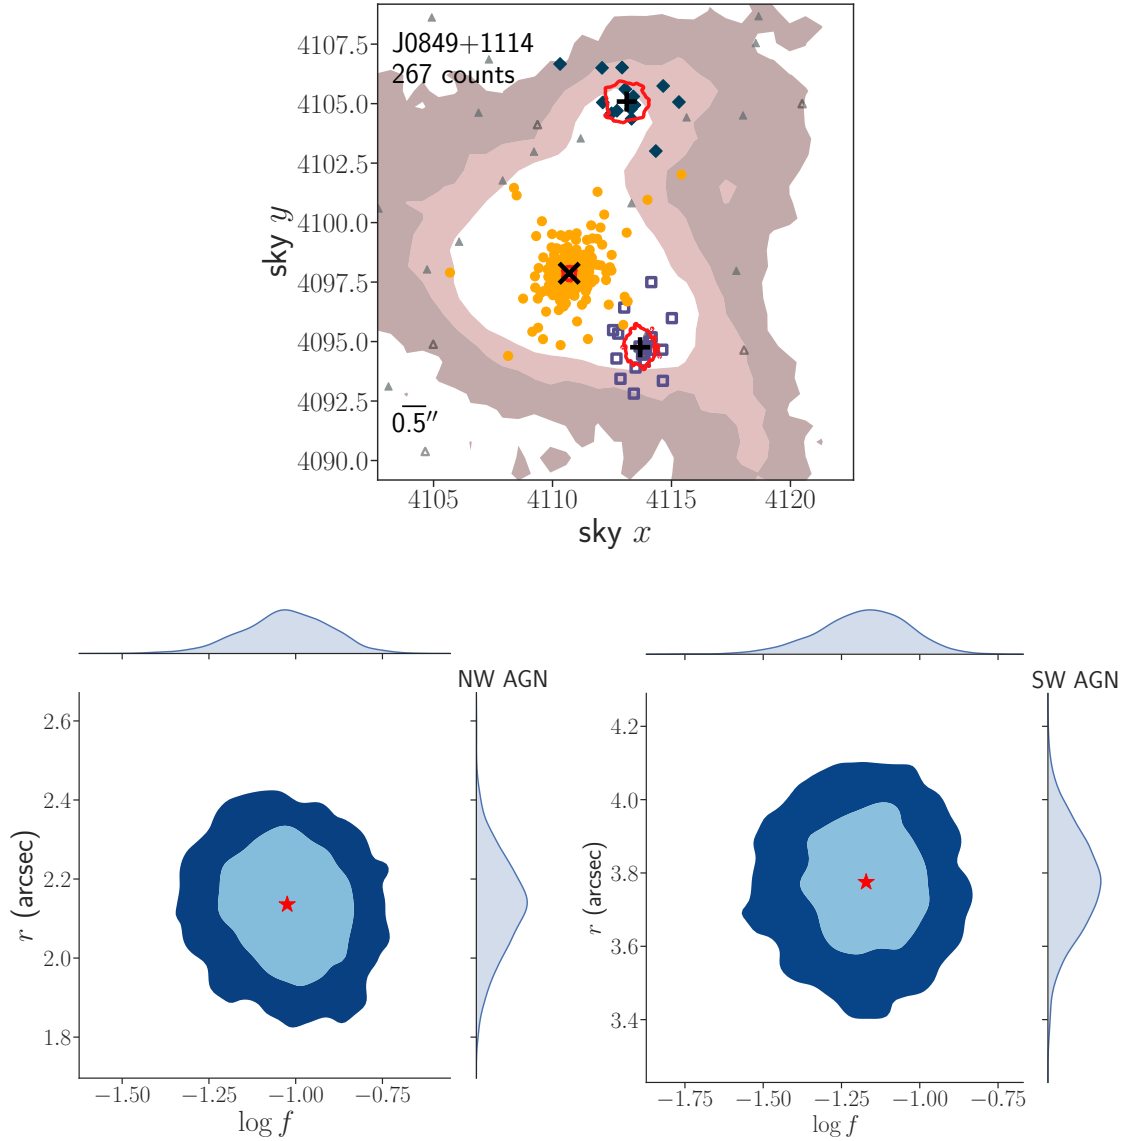 J0849+1114
267 counts
4107.5
4105.0
4102.5
4100.0
4097.5
4095.0
4092.5
4090.0
sky y
0.5″
4105 4110 4115 4120
sky x
NW AGN
2.6
2.4
2.2
2.0
1.8
r (arcsec)
−1.50 −1.25 −1.00 −0.75
log f
SW AGN
4.2
4.0
3.8
3.6
3.4
r (arcsec)
−1.75 −1.50 −1.25 −1.00
log f